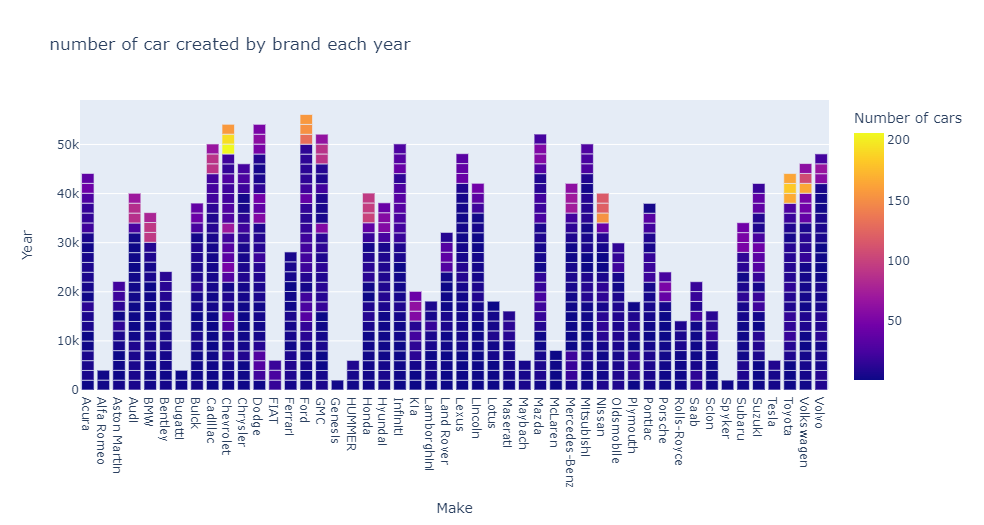 number of car created by brand each year
Number of cars
200
150
100
50
Year
50k
40k
30k
20k
10k
0
Acura
Alfa Romeo
Aston Martin
Audi
BMW
Bentley
Bugatti
Buick
Cadillac
Chevrolet
Chrysler
Dodge
FIAT
Ferrari
Ford
GMC
Genesis
HUMMER
Honda
Hyundai
Infiniti
Kia
Lamborghini
Land Rover
Lexus
Lincoln
Lotus
Maserati
Maybach
Mazda
McLaren
Mercedes-Benz
Mitsubishi
Nissan
Oldsmobile
Plymouth
Pontiac
Porsche
Rolls-Royce
Saab
Scion
Spyker
Subaru
Suzuki
Tesla
Toyota
Volkswagen
Volvo
Make